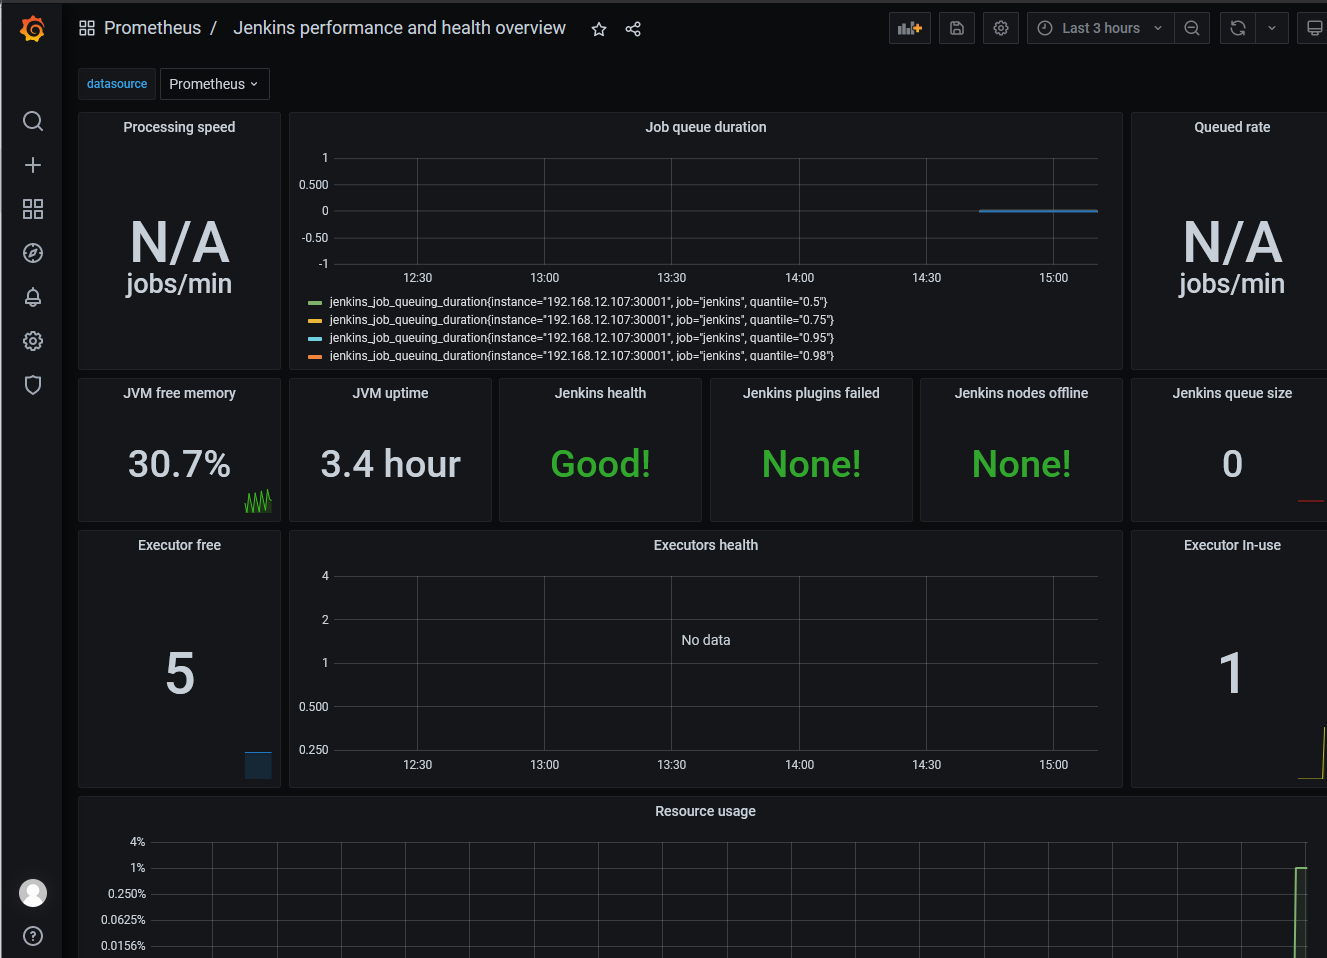 Prometheus / Jenkins performance and health overview
Last 3 hours
datasource Prometheus
Processing speed
N/A
jobs/min
Job queue duration
1
0.500
0
-0.50
-1
12:30 13:00 13:30 14:00 14:30 15:00
jenkins_job_queuing_duration{instance="192.168.12.107:30001", job="jenkins", quantile="0.5"}
jenkins_job_queuing_duration{instance="192.168.12.107:30001", job="jenkins", quantile="0.75"}
jenkins_job_queuing_duration{instance="192.168.12.107:30001", job="jenkins", quantile="0.95"}
jenkins_job_queuing_duration{instance="192.168.12.107:30001", job="jenkins", quantile="0.98"}
Queued rate
N/A
jobs/min
JVM free memory
30.7%
JVM uptime
3.4 hour
Jenkins health
Good!
Jenkins plugins failed
None!
Jenkins nodes offline
None!
Jenkins queue size
0
Executor free
5
Executors health
4
2
1
0.500
0.250
No data
12:30 13:00 13:30 14:00 14:30 15:00
Executor In-use
1
Resource usage
4%
1%
0.250%
0.0625%
0.0156%